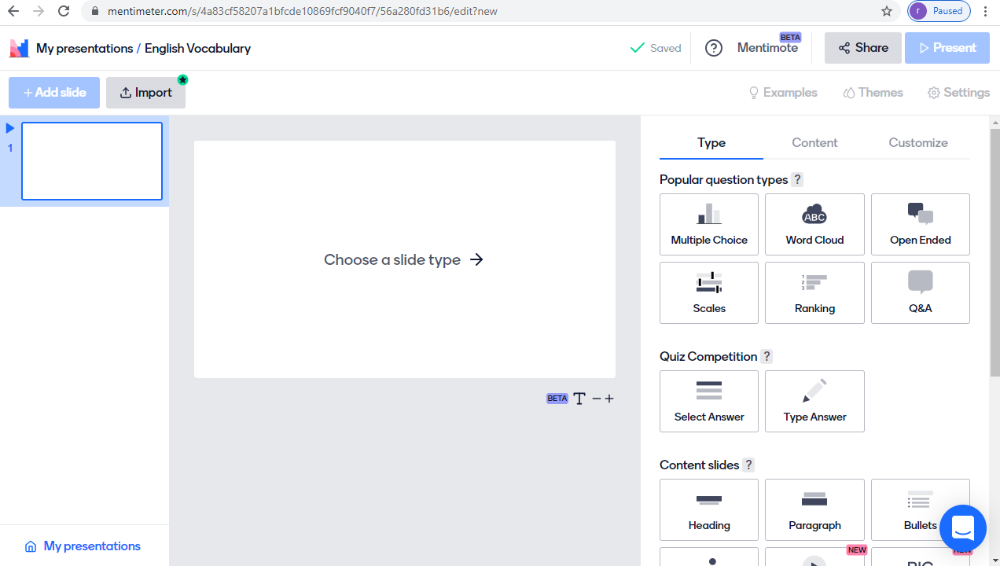 mentimeter.com/s/4a83cf58207a1bfcde10869fcf9040f7/56a280fd31b6/edit?new
r Paused
My presentations / English Vocabulary
Saved
?
Mentimote BETA
Share
Present
+ Add slide
Import
Examples
Themes
Settings
1
Choose a slide type →
BETA T − +
Type Content Customize
Popular question types ?
Multiple Choice
ABC
Word Cloud
Open Ended
Scales
1
2
3
Ranking
Q&A
Quiz Competition ?
Select Answer
Type Answer
Content slides ?
Heading
Paragraph
Bullets
NEW
My presentations